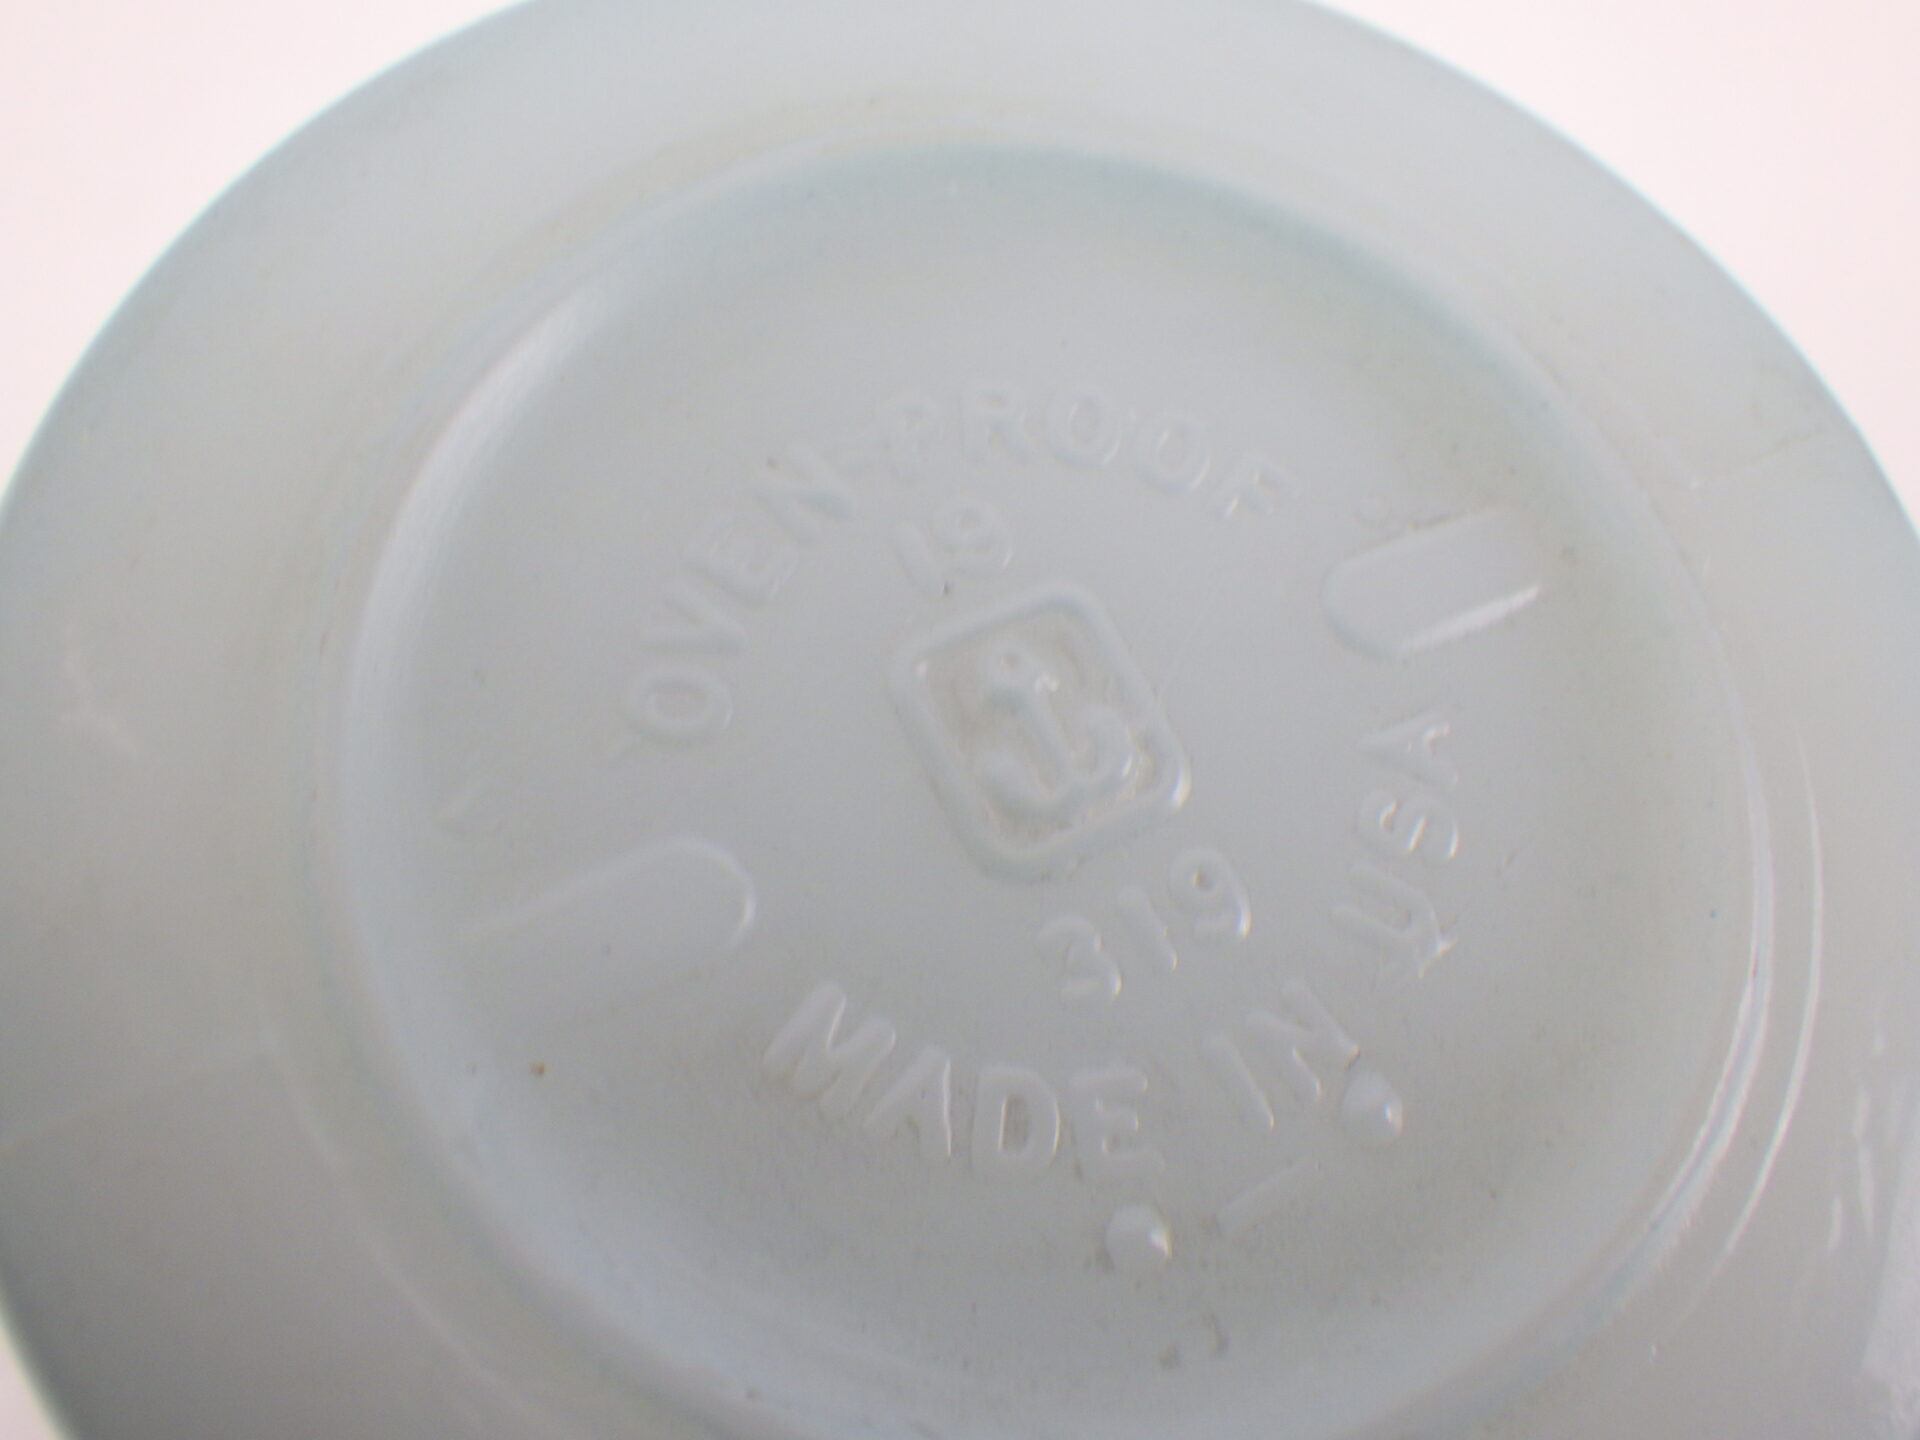 OVEN-PROOF
19
319
MADE IN USA